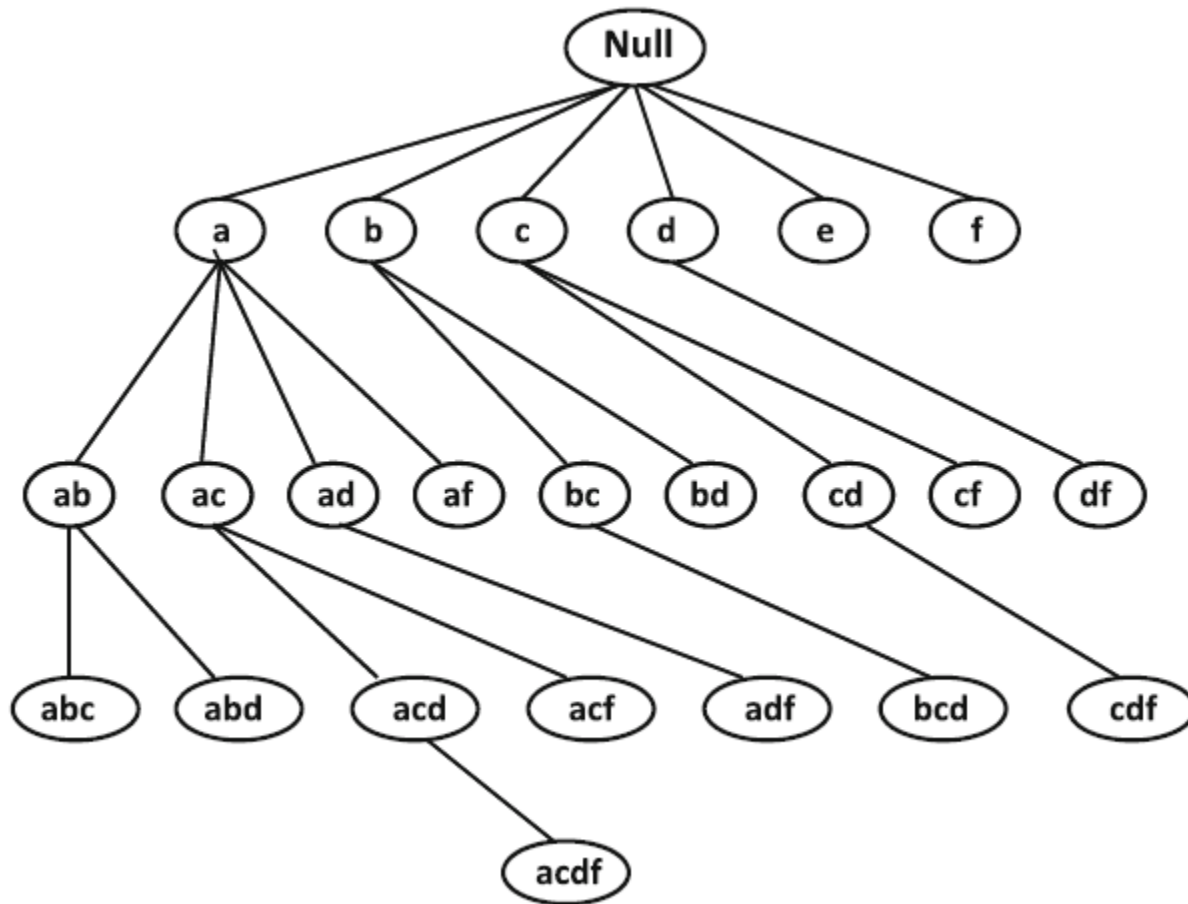 Null
a b c d e f
ab ac ad af bc bd cd cf df
abc abd acd acf adf bcd cdf
acdf